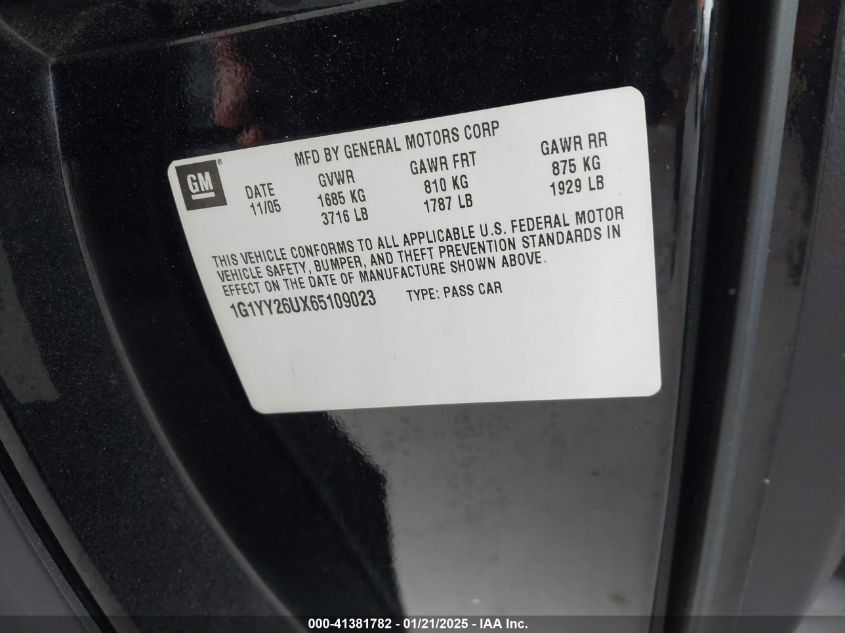 MFD BY GENERAL MOTORS CORP
GM®
DATE GVWR GAWR FRT GAWR RR
11/05 1685 KG 810 KG 875 KG
3716 LB 1787 LB 1929 LB
THIS VEHICLE CONFORMS TO ALL APPLICABLE U.S. FEDERAL MOTOR
VEHICLE SAFETY, BUMPER, AND THEFT PREVENTION STANDARDS IN
EFFECT ON THE DATE OF MANUFACTURE SHOWN ABOVE.
1G1YY26UX65109023 TYPE: PASS CAR
000-41381782 - 01/21/2025 - IAA Inc.